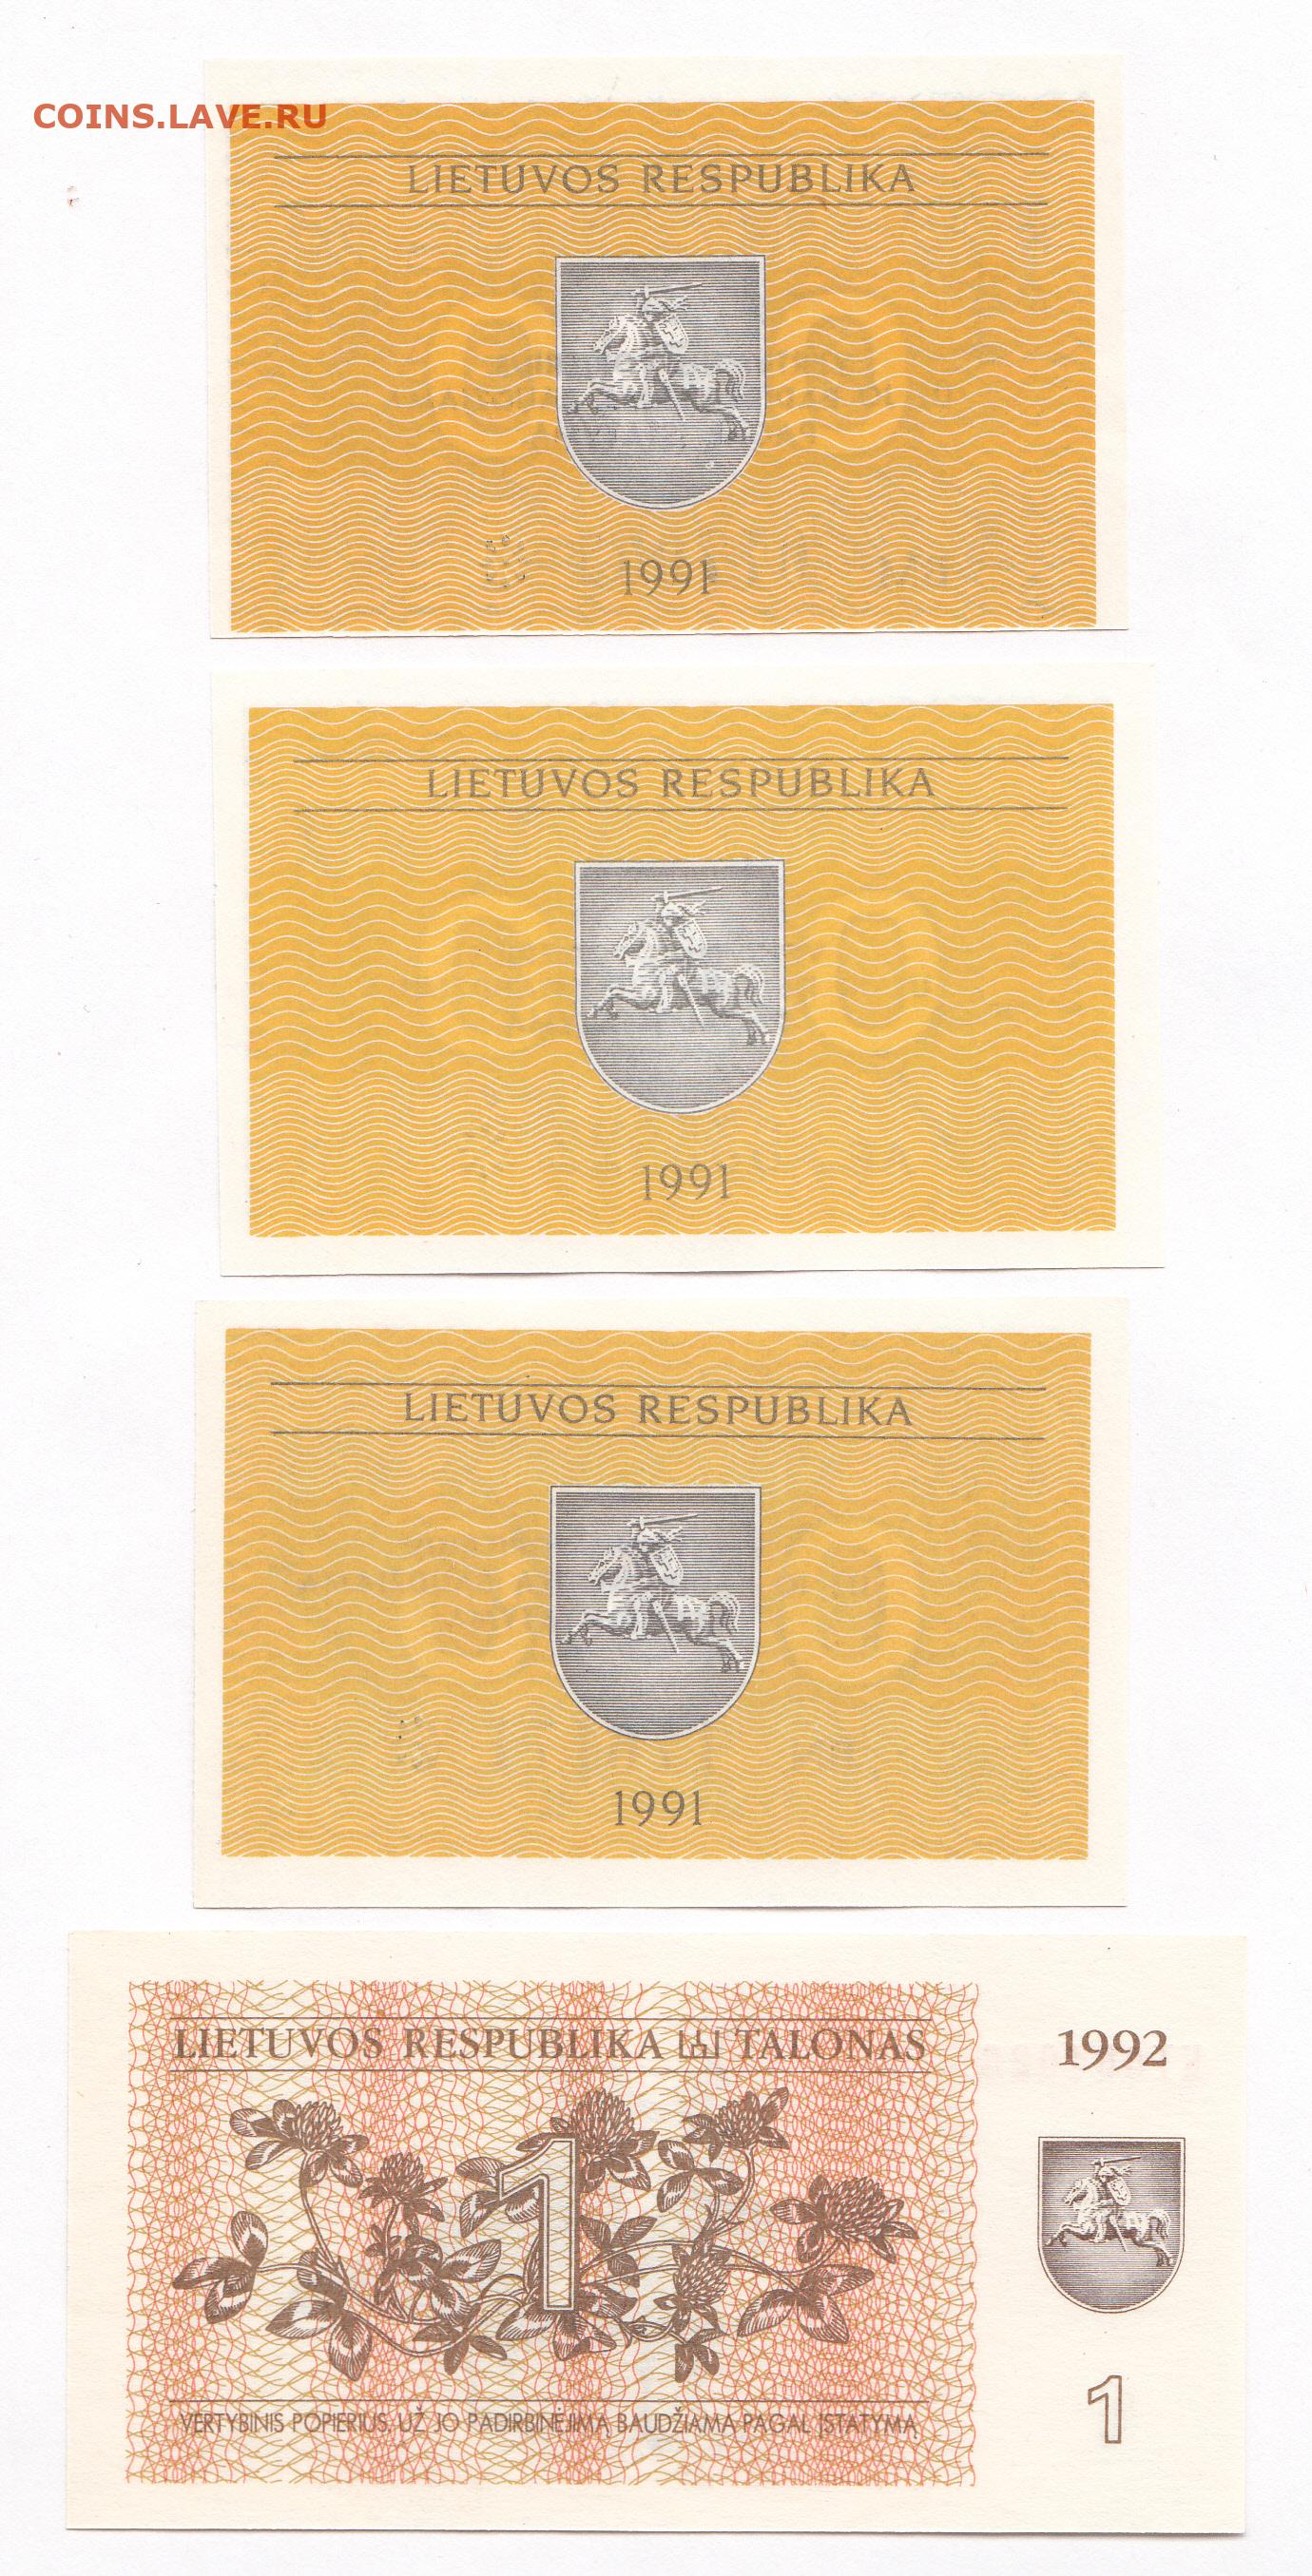 COINS.LAVE.RU
LIETUVOS RESPUBLIKA
1991
LIETUVOS RESPUBLIKA
1991
LIETUVOS RESPUBLIKA
1991
LIETUVOS RESPUBLIKA TALONAS
1992
1
1
VERTYBINIS POPIERIUS, UŽ JO PADIRBINĖJIMĄ BAUDŽIAMA PAGAL ĮSTATYMĄ